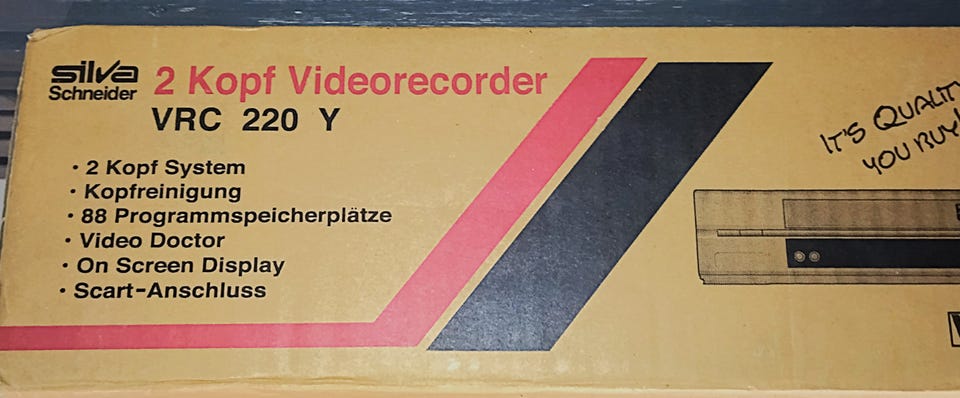 silva
Schneider
2 Kopf Videorecorder
VRC 220 Y
· 2 Kopf System
· Kopfreinigung
· 88 Programmspeicherplätze
· Video Doctor
· On Screen Display
· Scart-Anschluss
IT'S QUALITY
YOU BUY!